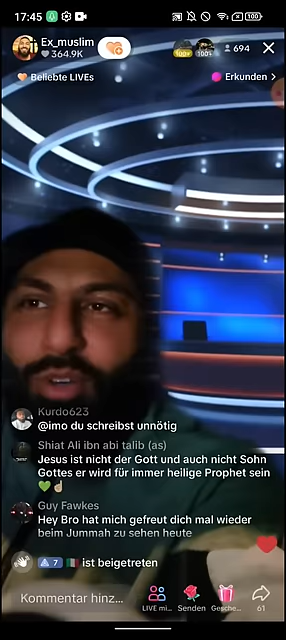 17:45
100
Ex_muslim
364.9K
100+
100+
694
Beliebte LIVEs
Erkunden >
Kurdo623
@imo du schreibst unnötig
Shiat Ali ibn abi talib (as)
Jesus ist nicht der Gott und auch nicht Sohn
Gottes er wird für immer heilige Prophet sein
💚☝🏼
Guy Fawkes
Hey Bro hat mich gefreut dich mal wieder
beim Jummah zu sehen heute
7 ist beigetreten
Kommentar hinz...
LIVE mi...
Senden
Gesche...
61